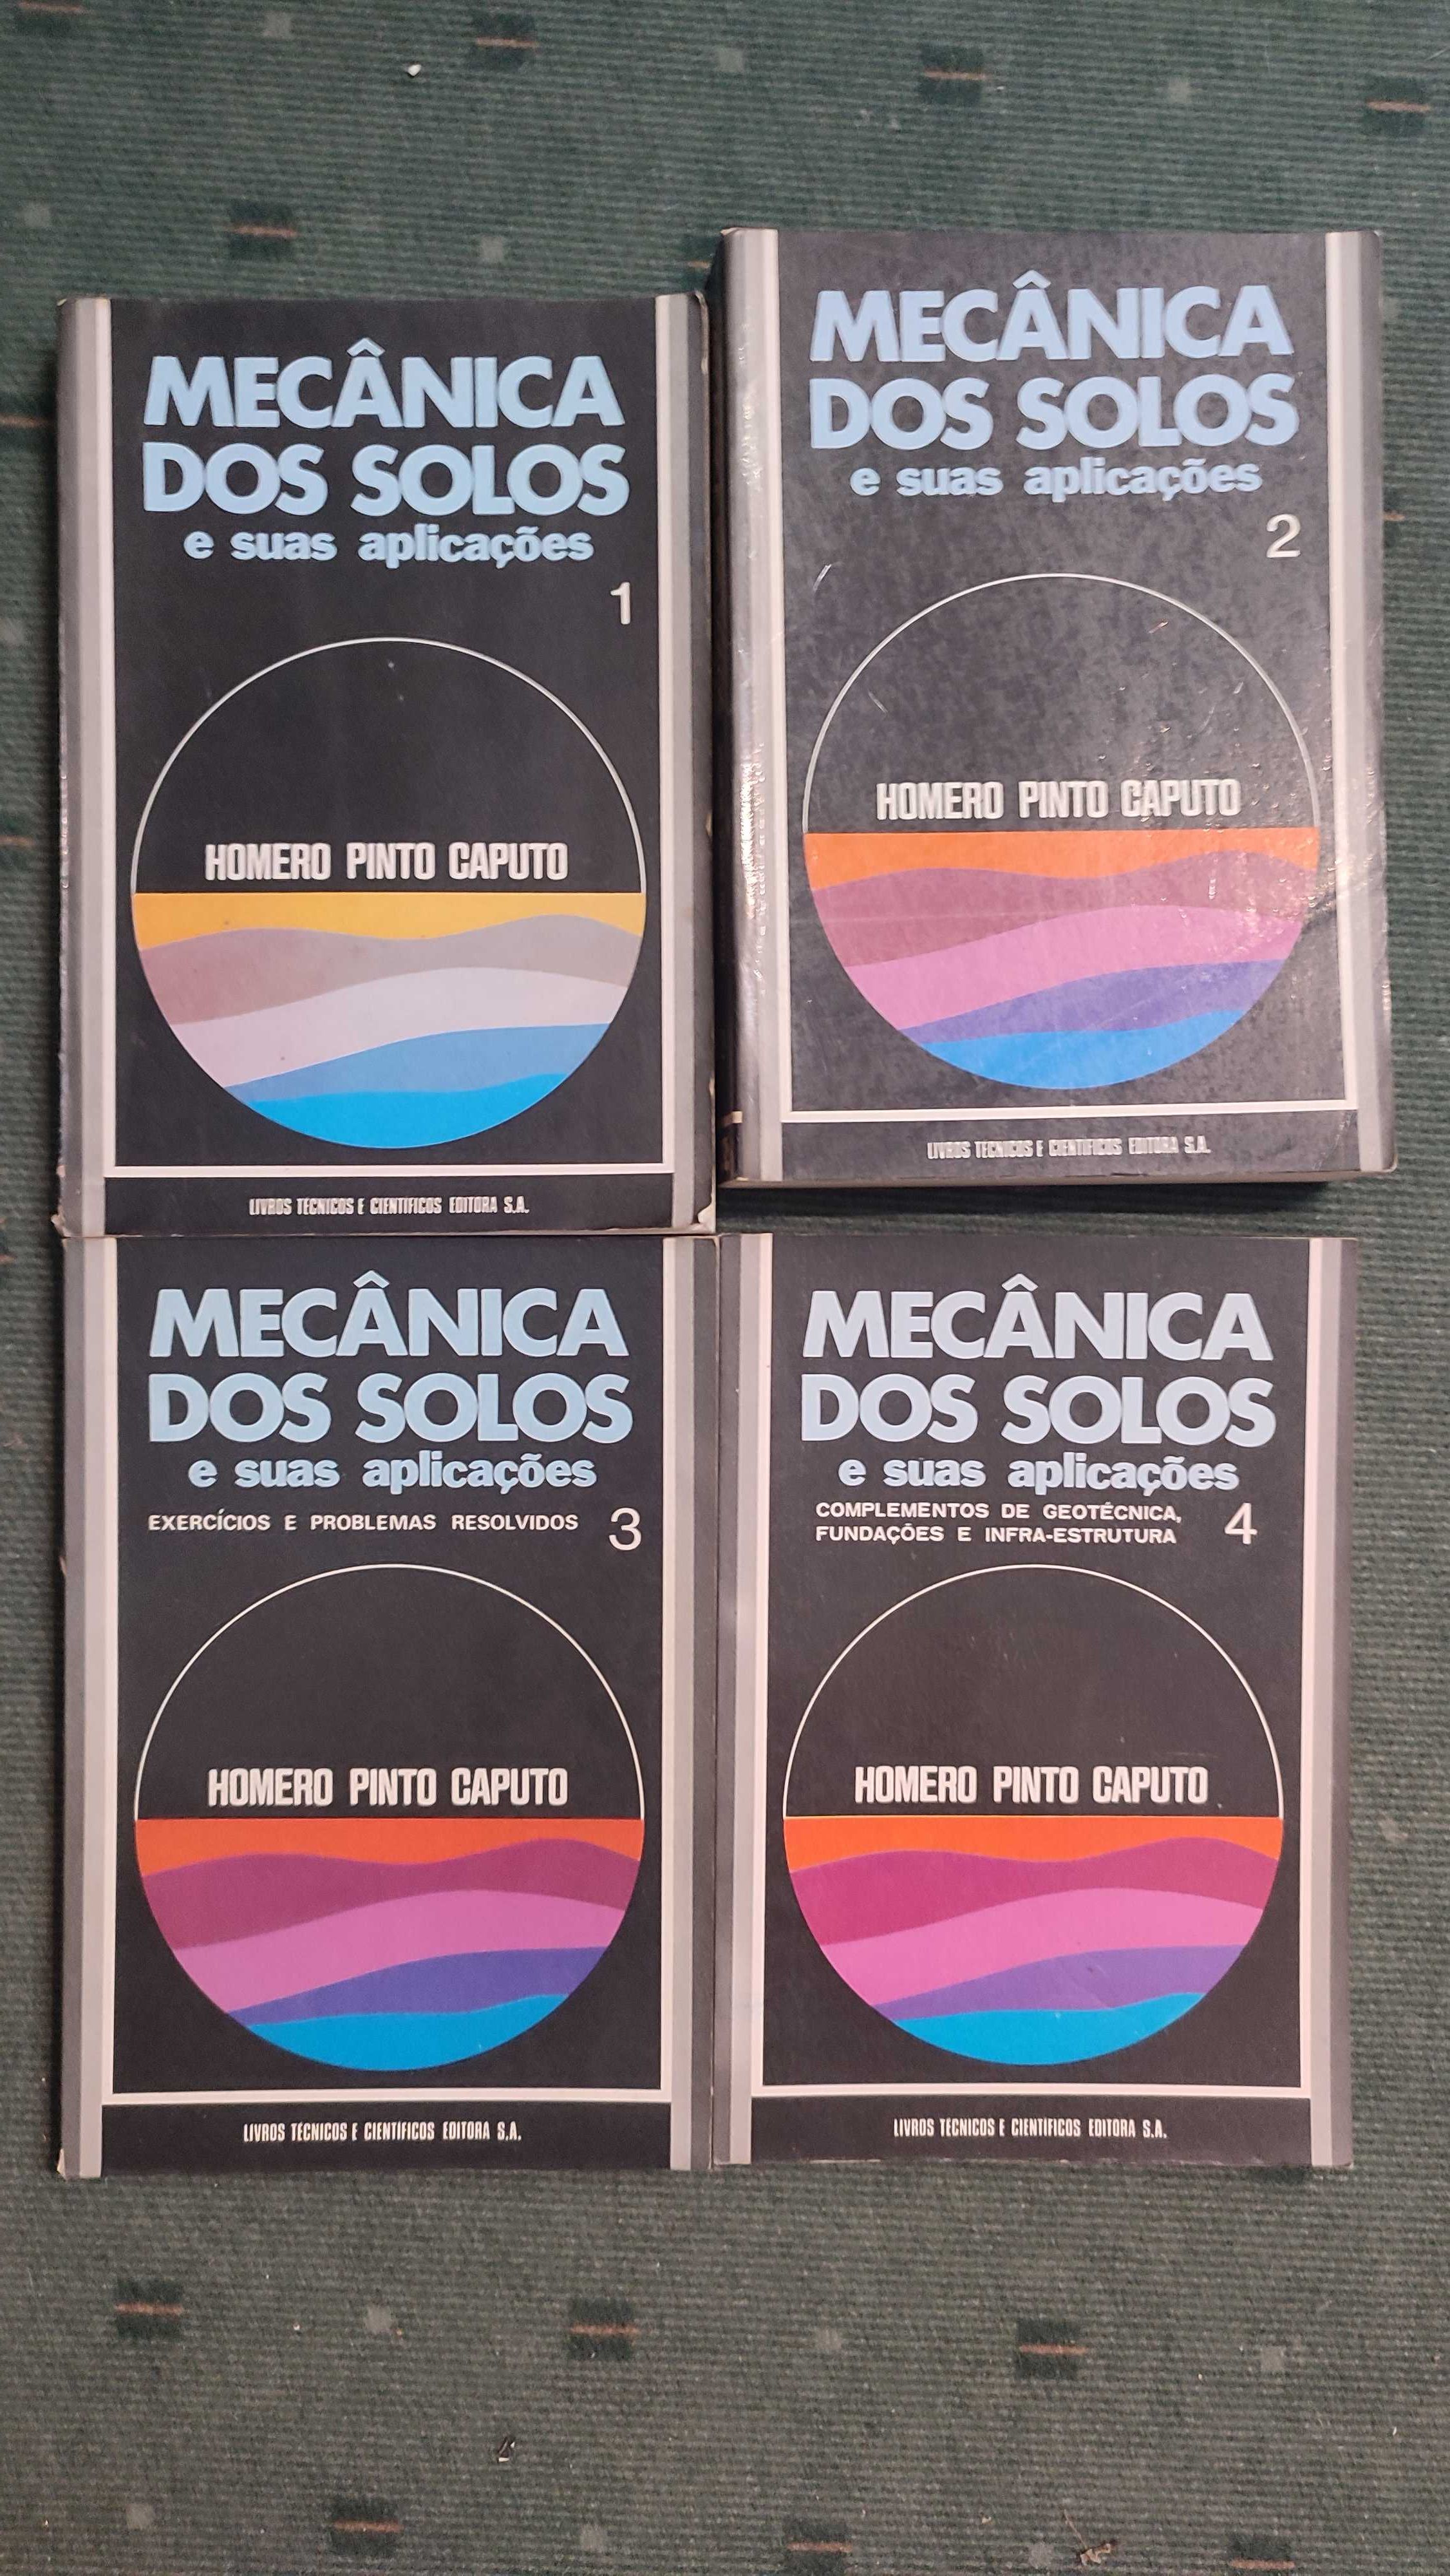 MECÂNICA
DOS SOLOS
e suas aplicações
1
HOMERO PINTO CAPUTO
LIVROS TÉCNICOS E CIENTÍFICOS EDITORA S.A.
MECÂNICA
DOS SOLOS
e suas aplicações
2
HOMERO PINTO CAPUTO
LIVROS TÉCNICOS E CIENTÍFICOS EDITORA S.A.
MECÂNICA
DOS SOLOS
e suas aplicações
EXERCÍCIOS E PROBLEMAS RESOLVIDOS 3
HOMERO PINTO CAPUTO
LIVROS TÉCNICOS E CIENTÍFICOS EDITORA S.A.
MECÂNICA
DOS SOLOS
e suas aplicações
COMPLEMENTOS DE GEOTÉCNICA,
FUNDAÇÕES E INFRA-ESTRUTURA 4
HOMERO PINTO CAPUTO
LIVROS TÉCNICOS E CIENTÍFICOS EDITORA S.A.